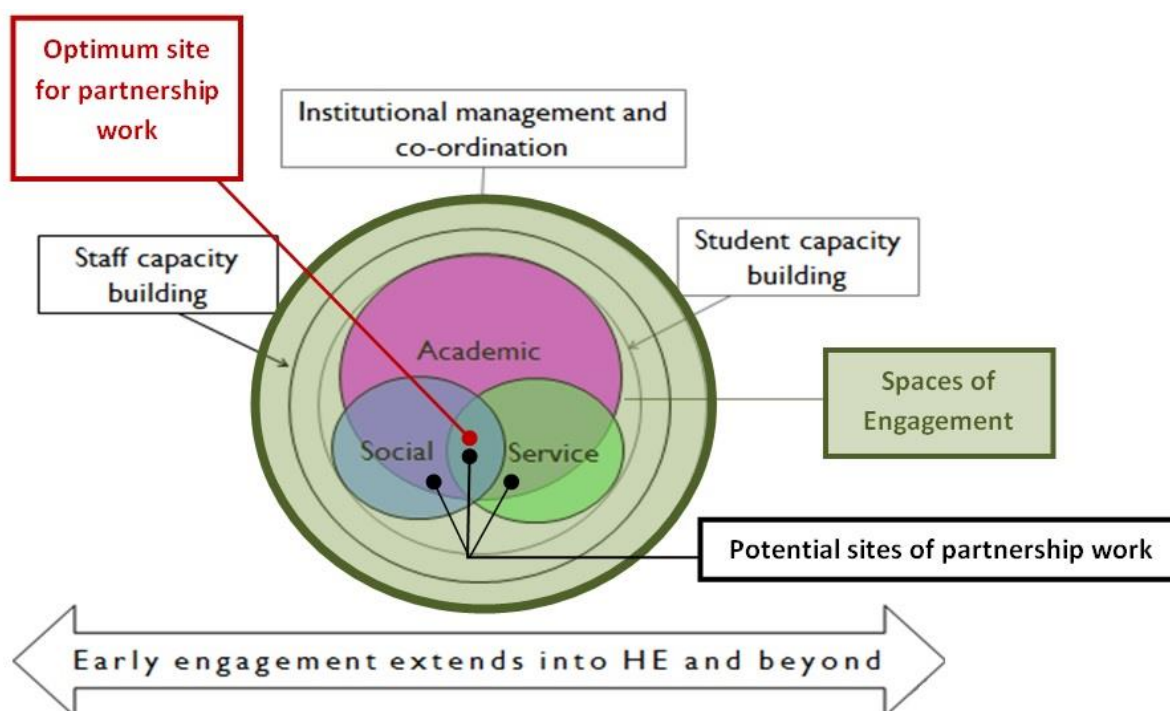 Optimum site
for partnership
work
Institutional management and
co-ordination
Staff capacity
building
Student capacity
building
Academic
Spaces of
Engagement
Social
Service
Potential sites of partnership work
Early engagement extends into HE and beyond